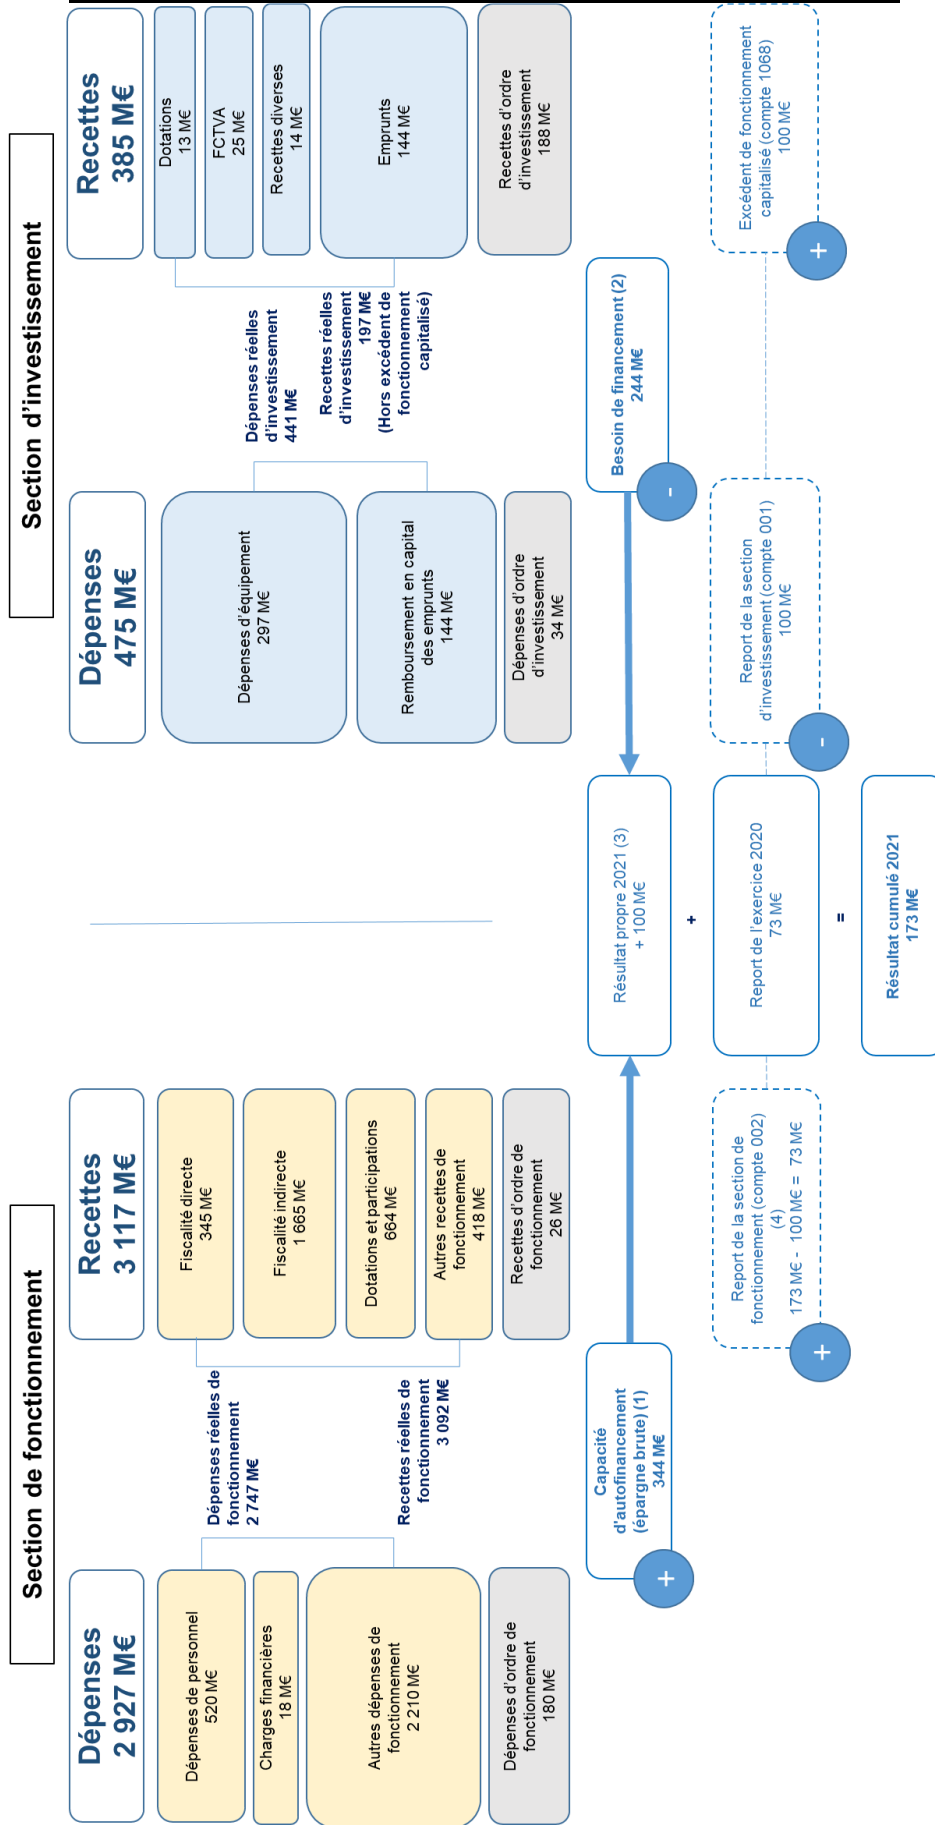 Section de fonctionnement
Section d'investissement
Dépenses
2 927 M€
Recettes
3 117 M€
Dépenses
475 M€
Recettes
385 M€
Dépenses de personnel
520 M€
Charges financières
18 M€
Autres dépenses de
fonctionnement
2 210 M€
Dépenses d'ordre de
fonctionnement
180 M€
Dépenses réelles de
fonctionnement
2 747 M€
Recettes réelles de
fonctionnement
3 092 M€
Fiscalité directe
345 M€
Fiscalité indirecte
1 665 M€
Dotations et participations
664 M€
Autres recettes de
fonctionnement
418 M€
Recettes d'ordre de
fonctionnement
26 M€
Dépenses d'équipement
297 M€
Remboursement en capital
des emprunts
144 M€
Dépenses d'ordre
d'investissement
34 M€
Dépenses réelles
d'investissement
441 M€
Recettes réelles
d'investissement
197 M€
(Hors excédent de
fonctionnement
capitalisé)
Dotations
13 M€
FCTVA
25 M€
Recettes diverses
14 M€
Emprunts
144 M€
Recettes d'ordre
d'investissement
188 M€
Capacité
d'autofinancement
(épargne brute) (1)
344 M€
+
Résultat propre 2021 (3)
+ 100 M€
Besoin de financement (2)
244 M€
-
+
Report de la section de
fonctionnement (compte 002)
(4)
173 M€ - 100 M€ = 73 M€
+
Report de l'exercice 2020
73 M€
Report de la section
d'investissement (compte 001)
100 M€
-
Excédent de fonctionnement
capitalisé (compte 1068)
100 M€
+
=
Résultat cumulé 2021
173 M€